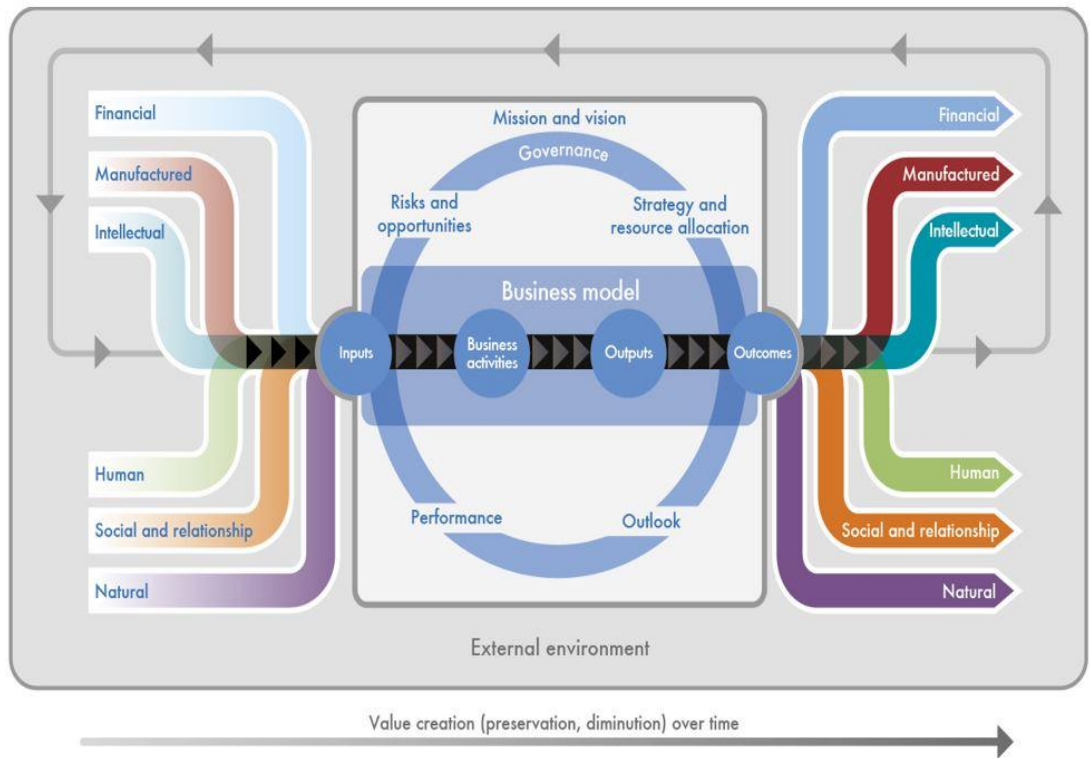 Financial
Manufactured
Intellectual
Human
Social and relationship
Natural
Mission and vision
Governance
Risks and
opportunities
Strategy and
resource allocation
Business model
Inputs
Business
activities
Outputs
Outcomes
Performance
Outlook
Financial
Manufactured
Intellectual
Human
Social and relationship
Natural
External environment
Value creation (preservation, diminution) over time